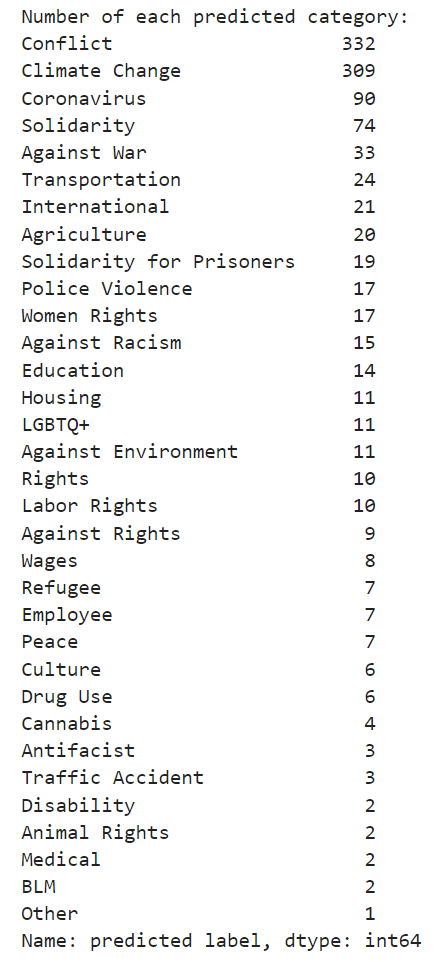 Number of each predicted category:
Conflict 332
Climate Change 309
Coronavirus 90
Solidarity 74
Against War 33
Transportation 24
International 21
Agriculture 20
Solidarity for Prisoners 19
Police Violence 17
Women Rights 17
Against Racism 15
Education 14
Housing 11
LGBTQ+ 11
Against Environment 11
Rights 10
Labor Rights 10
Against Rights 9
Wages 8
Refugee 7
Employee 7
Peace 7
Culture 6
Drug Use 6
Cannabis 4
Antifacist 3
Traffic Accident 3
Disability 2
Animal Rights 2
Medical 2
BLM 2
Other 1
Name: predicted label, dtype: int64